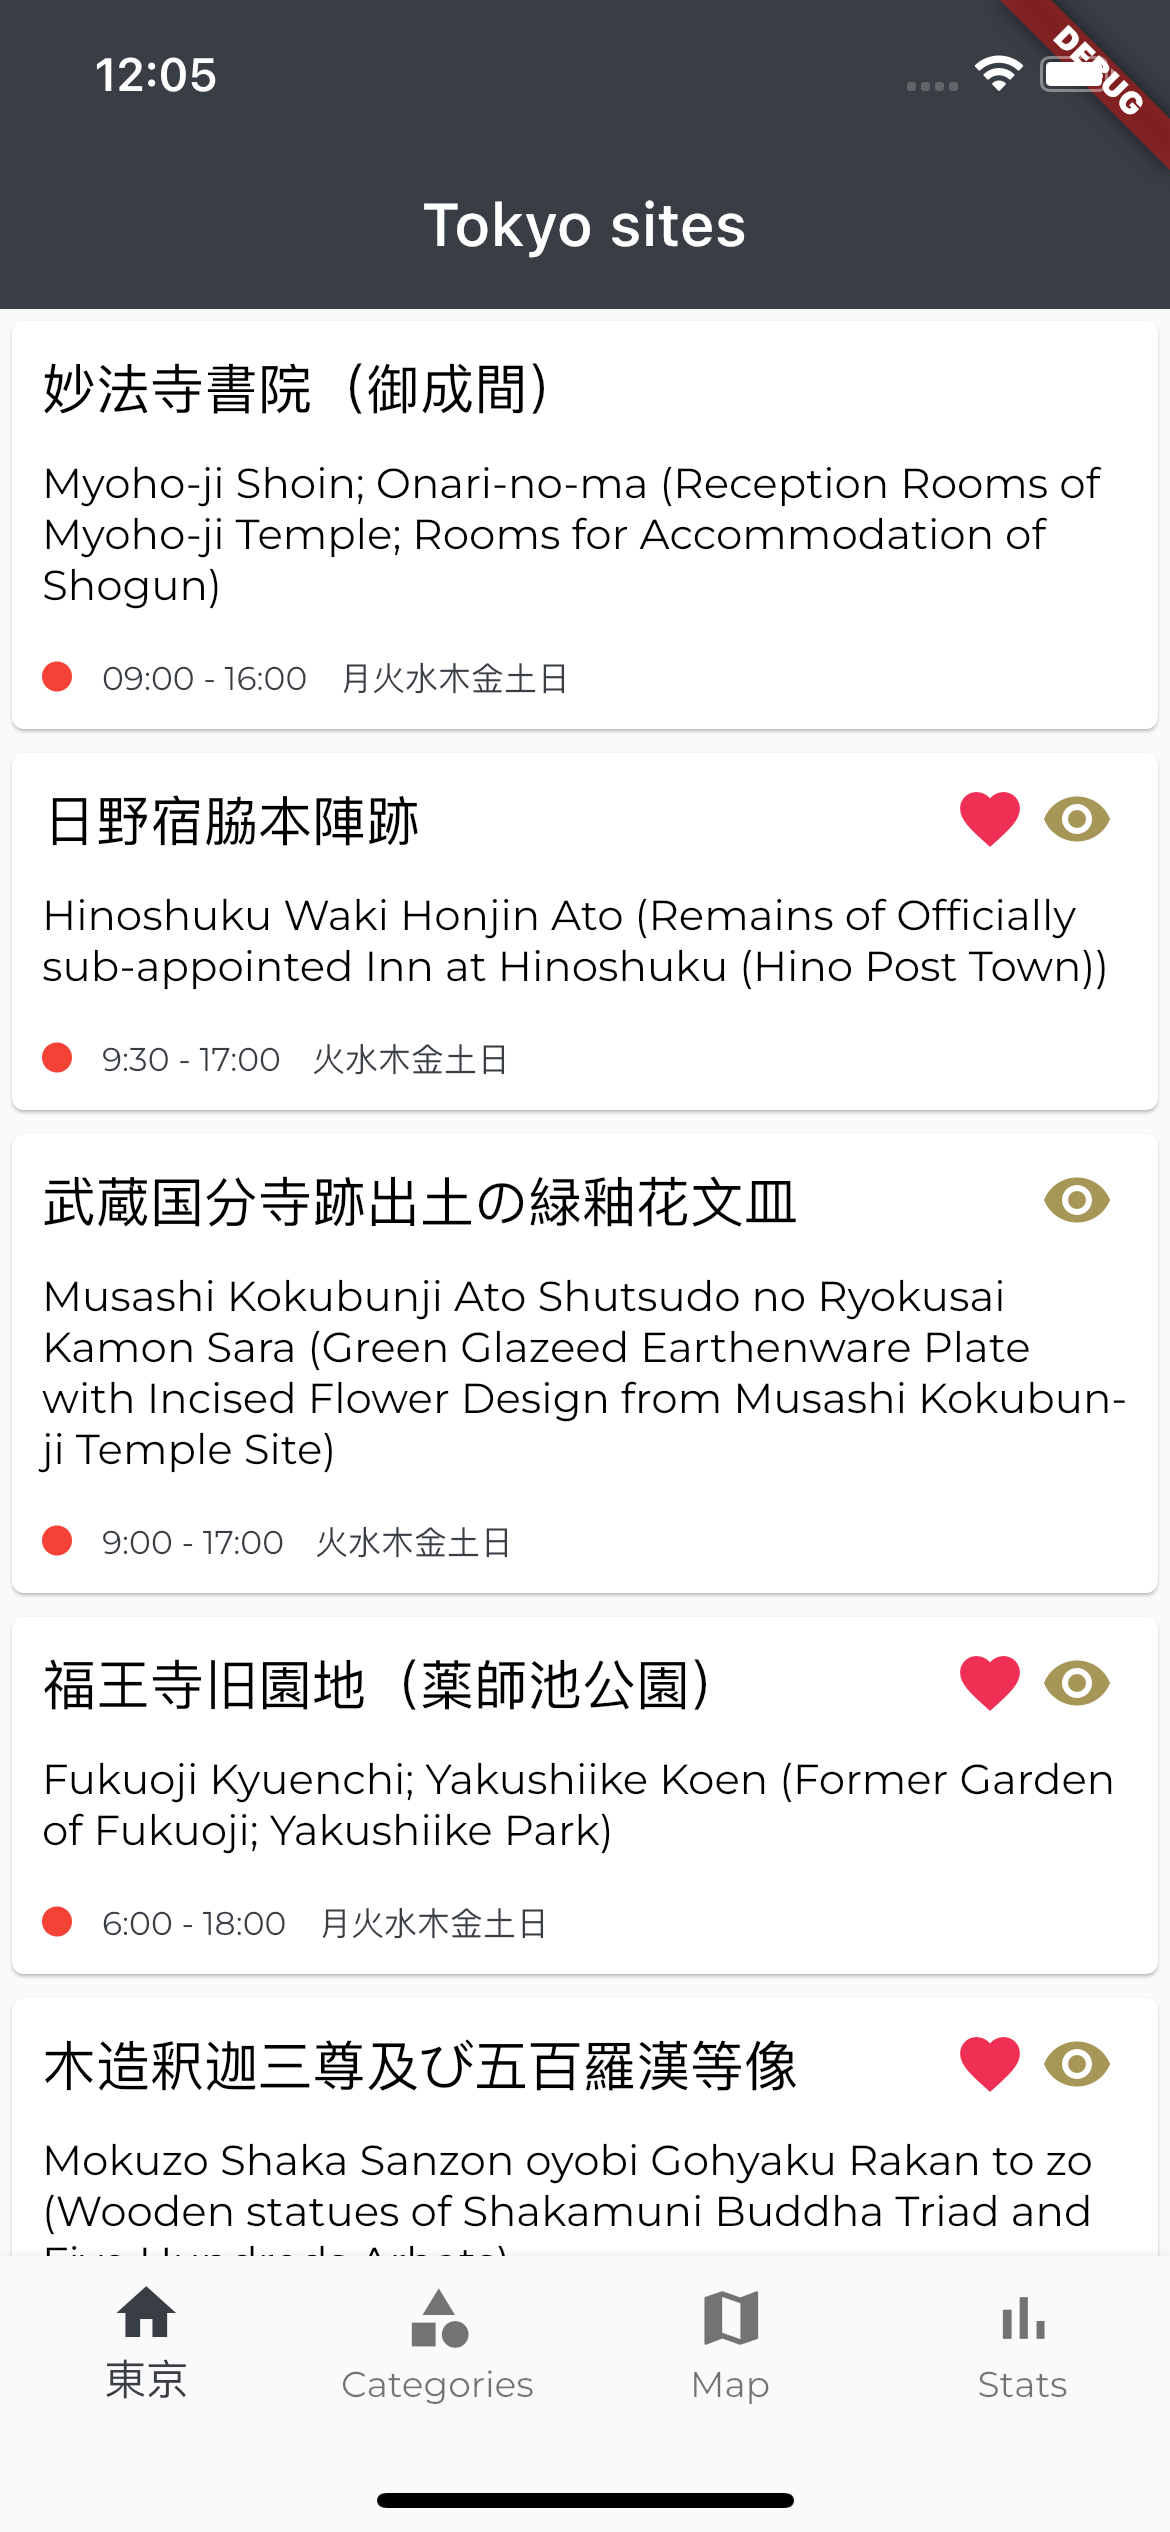 12:05
DEBUG
Tokyo sites
妙法寺書院（御成間）
Myoho-ji Shoin; Onari-no-ma (Reception Rooms of
Myoho-ji Temple; Rooms for Accommodation of
Shogun)
09:00 - 16:00 月火水木金土日
日野宿脇本陣跡
Hinoshuku Waki Honjin Ato (Remains of Officially
sub-appointed Inn at Hinoshuku (Hino Post Town))
9:30 - 17:00 火水木金土日
武蔵国分寺跡出土の緑釉花文皿
Musashi Kokubunji Ato Shutsudo no Ryokusai
Kamon Sara (Green Glazeed Earthenware Plate
with Incised Flower Design from Musashi Kokubun-
ji Temple Site)
9:00 - 17:00 火水木金土日
福王寺旧園地（薬師池公園）
Fukuoji Kyuenchi; Yakushiike Koen (Former Garden
of Fukuoji; Yakushiike Park)
6:00 - 18:00 月火水木金土日
木造釈迦三尊及び五百羅漢等像
Mokuzo Shaka Sanzon oyobi Gohyaku Rakan to zo
(Wooden statues of Shakamuni Buddha Triad and
東京
Categories
Map
Stats